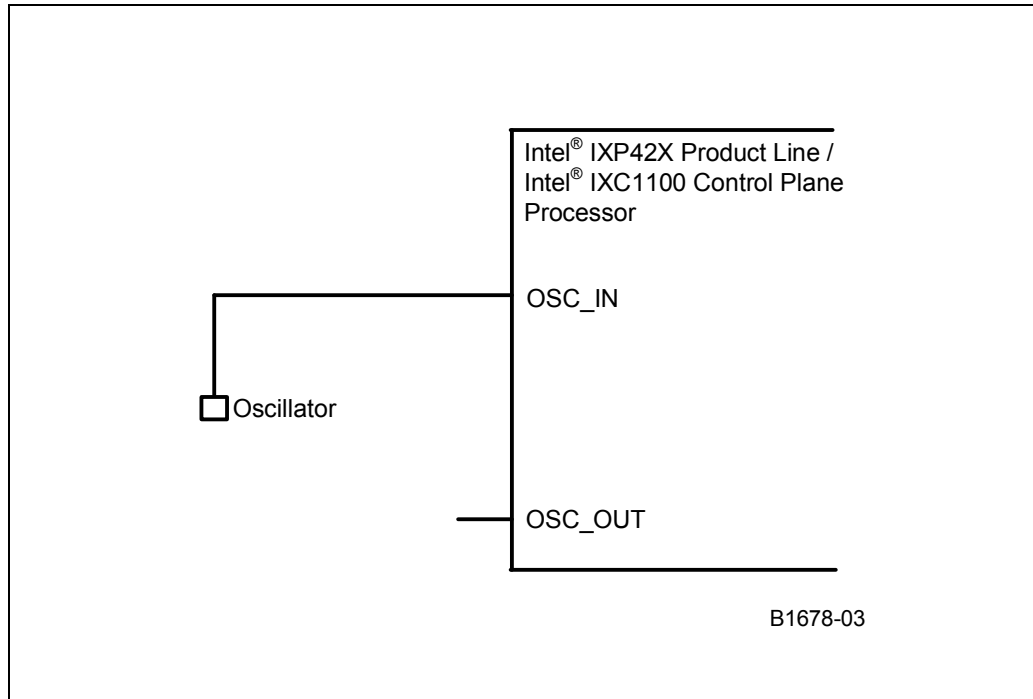 Intel® IXP42X Product Line /
Intel® IXC1100 Control Plane
Processor
OSC_IN
Oscillator
OSC_OUT
B1678-03